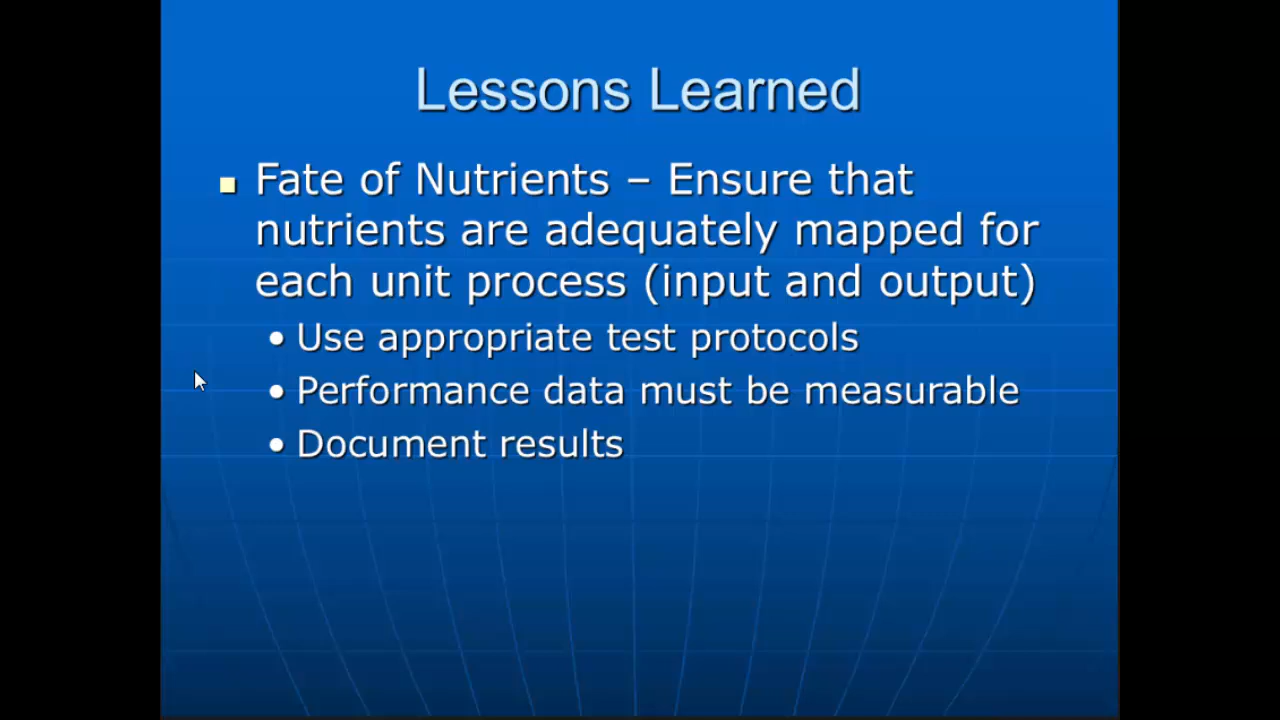 Lessons Learned
Fate of Nutrients – Ensure that
nutrients are adequately mapped for
each unit process (input and output)
• Use appropriate test protocols
• Performance data must be measurable
• Document results